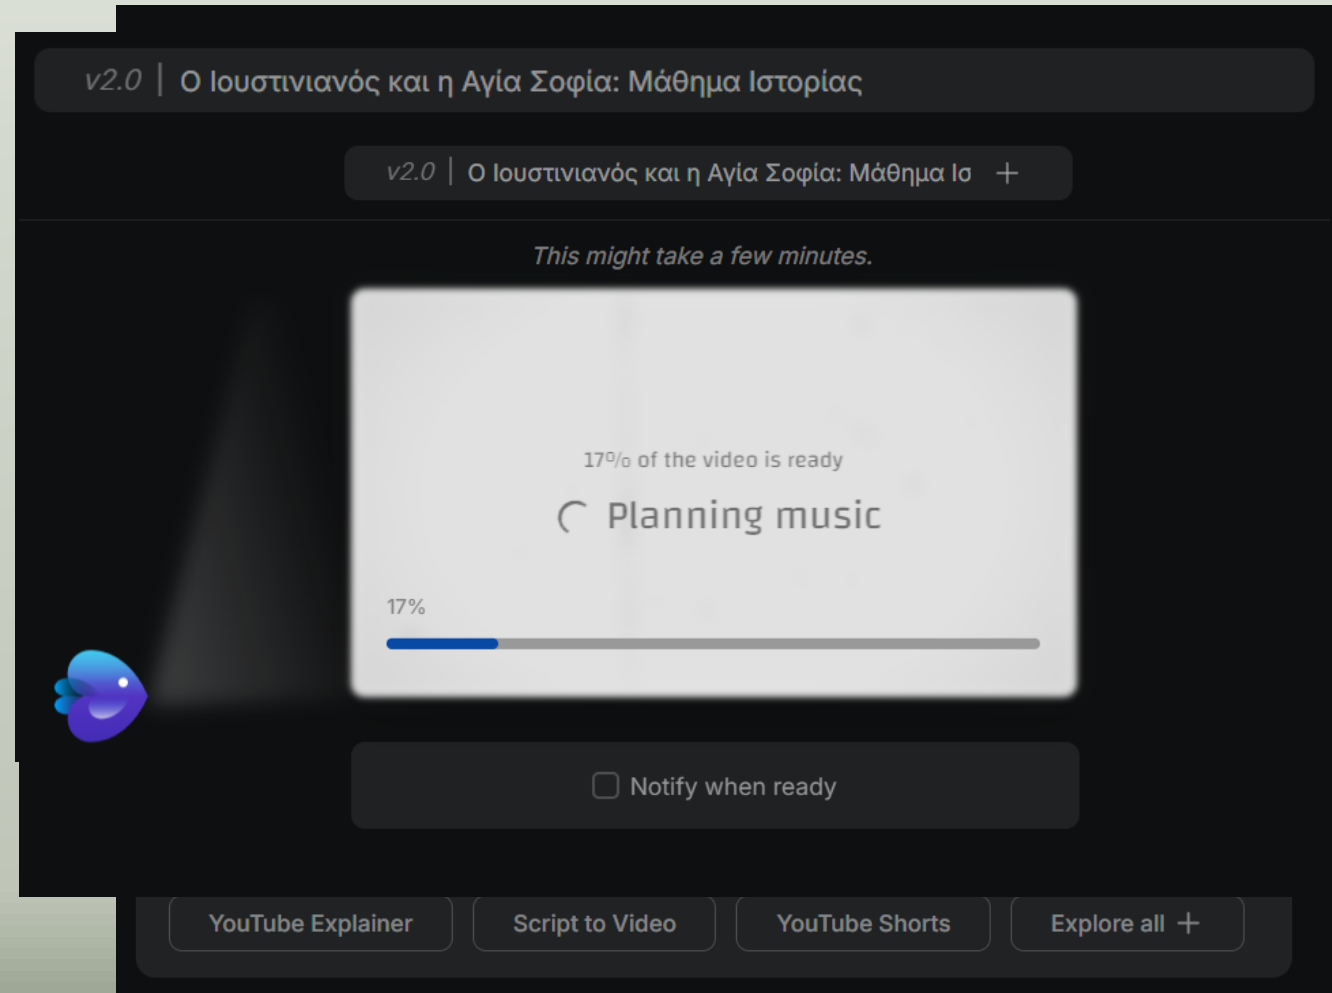 v2.0 | Ο Ιουστινιανός και η Αγία Σοφία: Μάθημα Ιστορίας
v2.0 | Ο Ιουστινιανός και η Αγία Σοφία: Μάθημα Ισ +
This might take a few minutes.
17% of the video is ready
Planning music
17%
Notify when ready
YouTube Explainer Script to Video YouTube Shorts Explore all +